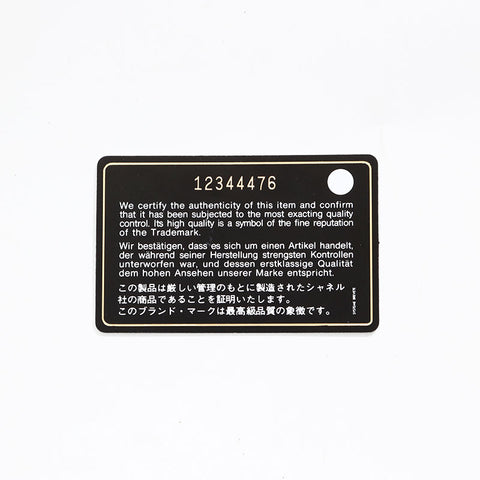 12344476
We certify the authenticity of this item and confirm
that it has been subjected to the most exacting quality
control. Its high quality is a symbol of the fine reputation
of the Trademark.
Wir bestätigen, dass es sich um einen Artikel handelt,
der während seiner Herstellung strengsten Kontrollen
unterworfen war, und dessen erstklassige Qualität
dem hohen Ansehen unserer Marke entspricht.
この製品は厳しい管理のもとに製造されたシャネル
社の商品であることを証明いたします。
このブランド・マークは最高級品質の象徴です。